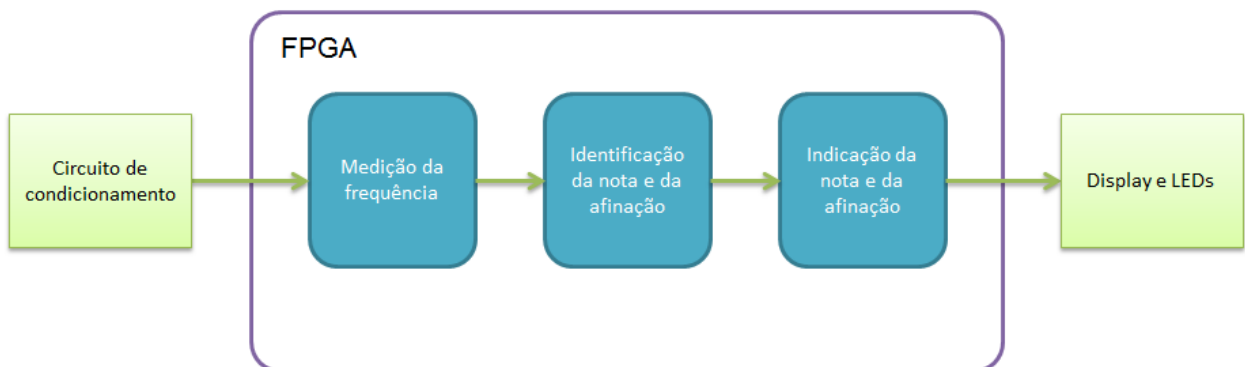 FPGA
Circuito de
condicionamento
Medição da
frequência
Identificação
da nota e da
afinação
Indicação da
nota e da
afinação
Display e LEDs